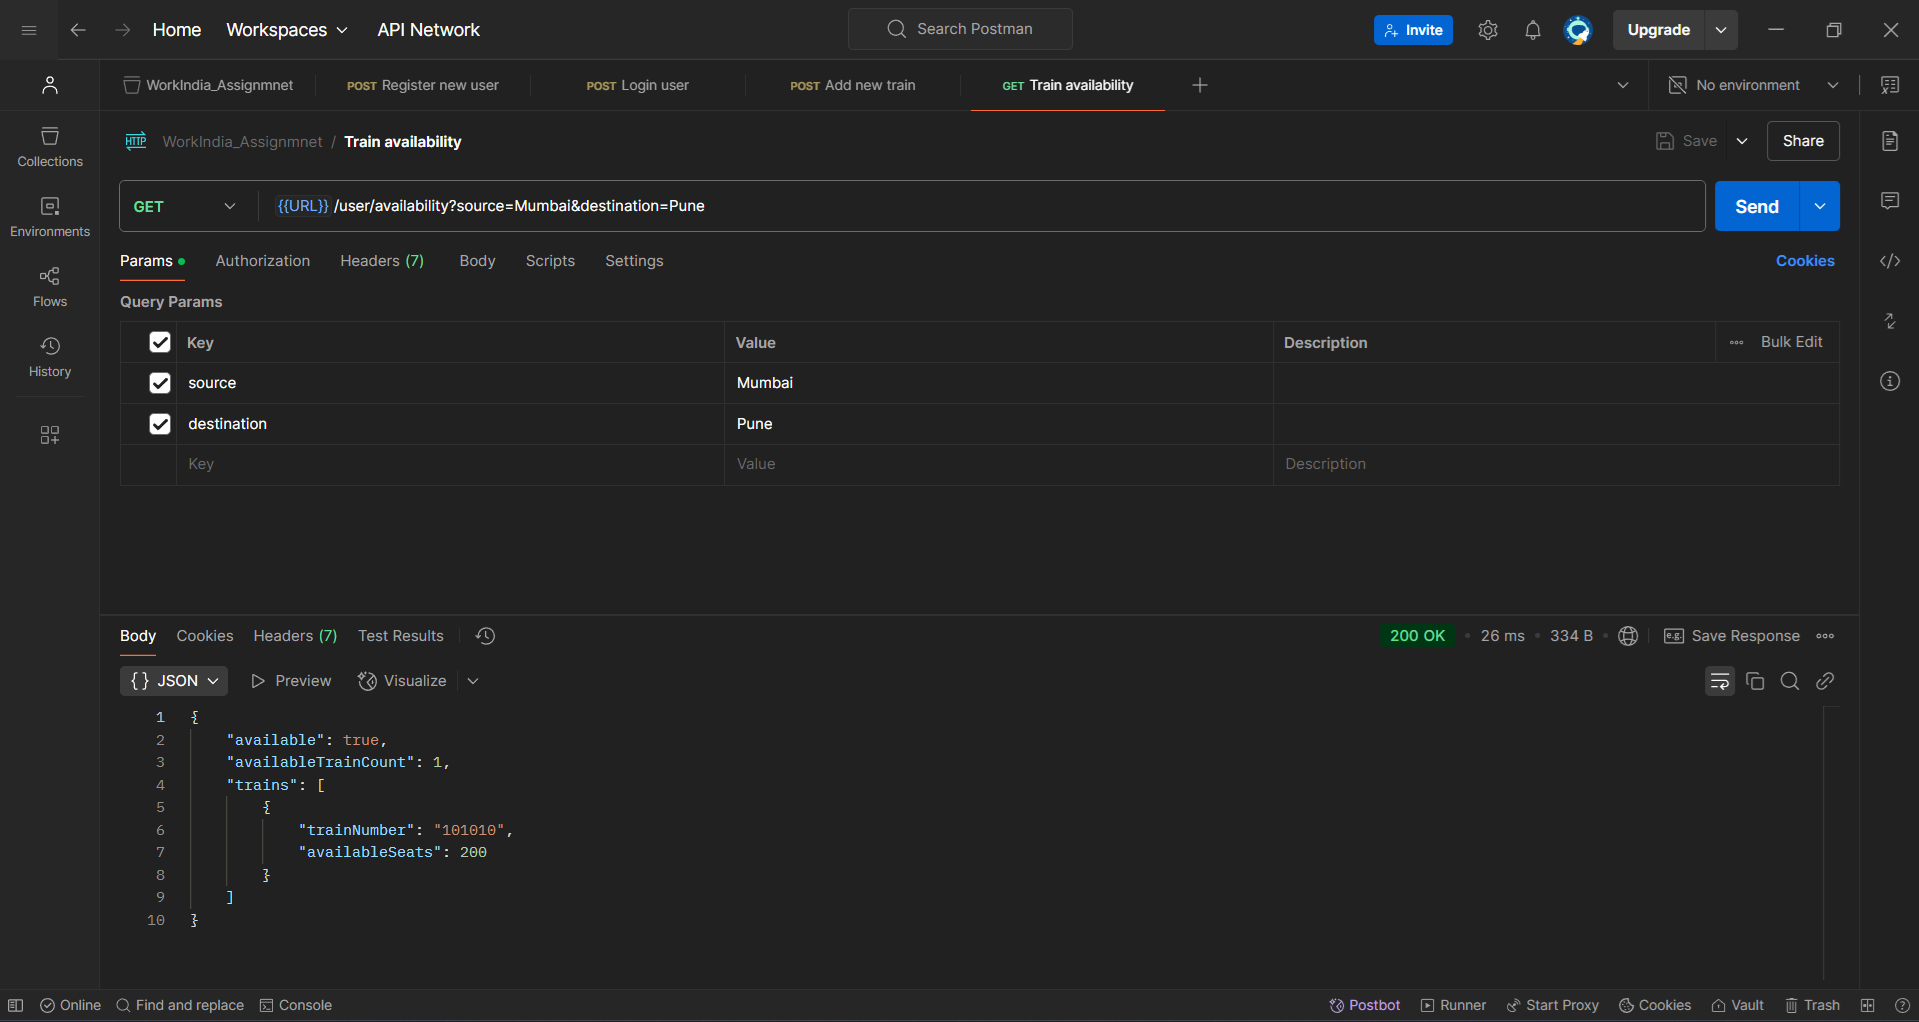 Home Workspaces API Network Search Postman Invite Upgrade
WorkIndia_Assignmnet POST Register new user POST Login user POST Add new train GET Train availability No environment
HTTP WorkIndia_Assignmnet / Train availability Save Share
Collections
GET {{URL}} /user/availability?source=Mumbai&destination=Pune Send
Environments
Params Authorization Headers (7) Body Scripts Settings Cookies
Flows
Query Params
Key Value Description Bulk Edit
History
source Mumbai
destination Pune
Key Value Description
Body Cookies Headers (7) Test Results 200 OK • 26 ms • 334 B • e.g. Save Response
{} JSON Preview Visualize
1 {
2 "available": true,
3 "availableTrainCount": 1,
4 "trains": [
5 {
6 "trainNumber": "101010",
7 "availableSeats": 200
8 }
9 ]
10 }
Online Find and replace Console Postbot Runner Start Proxy Cookies Vault Trash